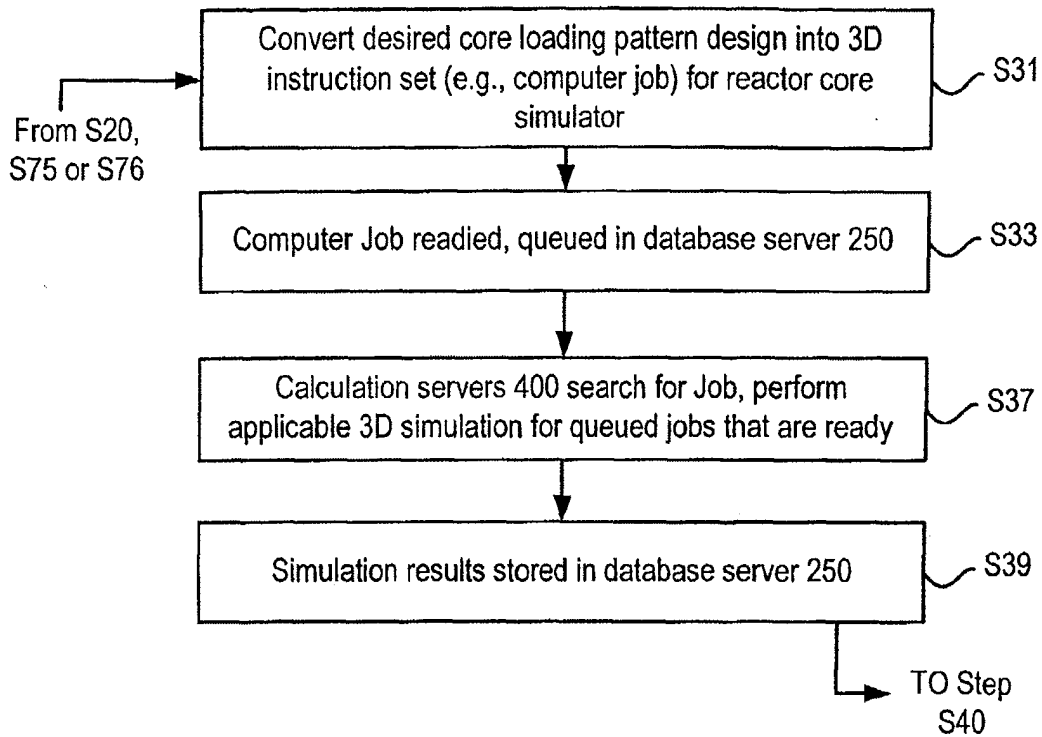 Convert desired core loading pattern design into 3D
instruction set (e.g., computer job) for reactor core
simulator
S31
From S20,
S75 or S76
Computer Job readied, queued in database server 250
S33
Calculation servers 400 search for Job, perform
applicable 3D simulation for queued jobs that are ready
S37
Simulation results stored in database server 250
S39
TO Step
S40